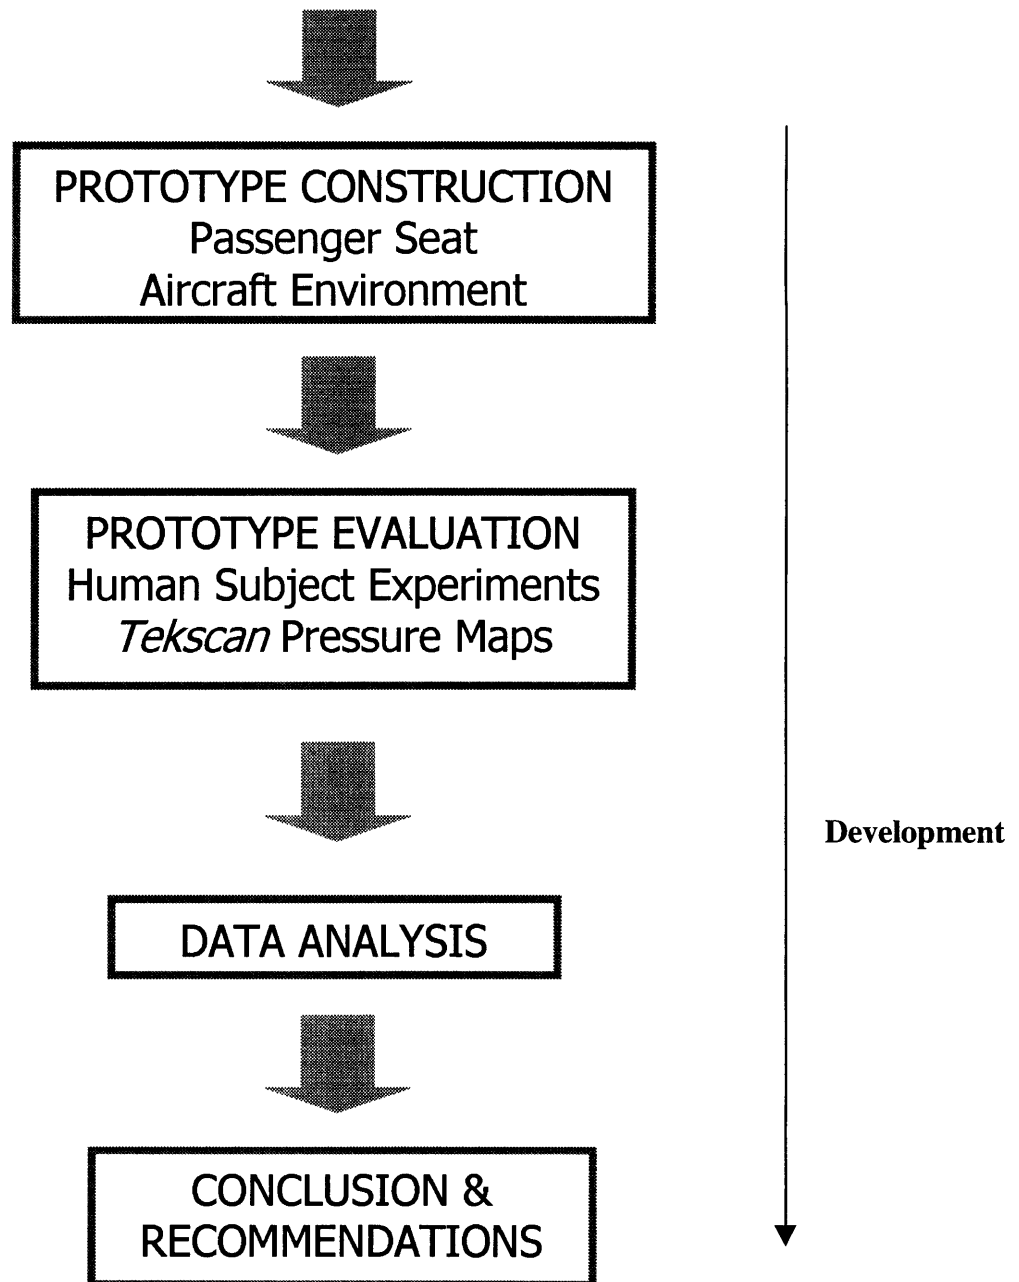 PROTOTYPE CONSTRUCTION
Passenger Seat
Aircraft Environment
PROTOTYPE EVALUATION
Human Subject Experiments
Tekscan Pressure Maps
Development
DATA ANALYSIS
CONCLUSION &
RECOMMENDATIONS